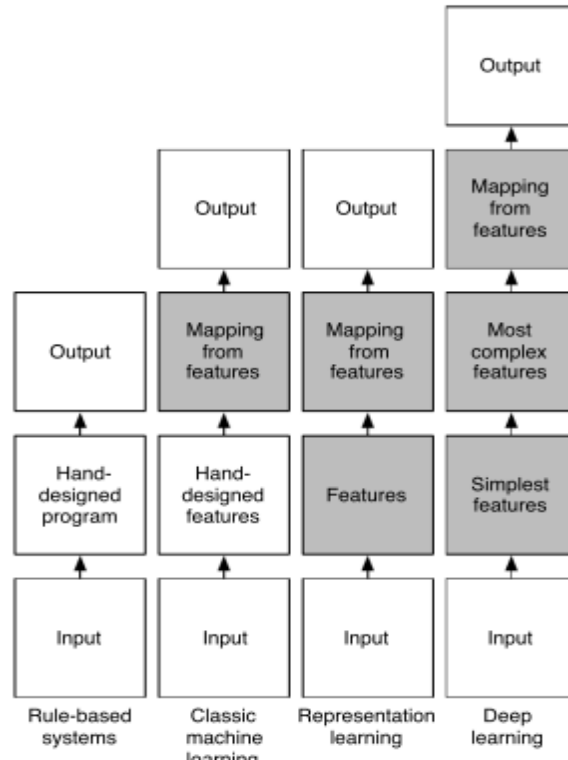 Output
Output
Output
Mapping
from
features
Output
Mapping
from
features
Mapping
from
features
Most
complex
features
Hand-
designed
program
Hand-
designed
features
Features
Simplest
features
Input
Input
Input
Input
Rule-based
systems
Classic
machine
learning
Representation
learning
Deep
learning